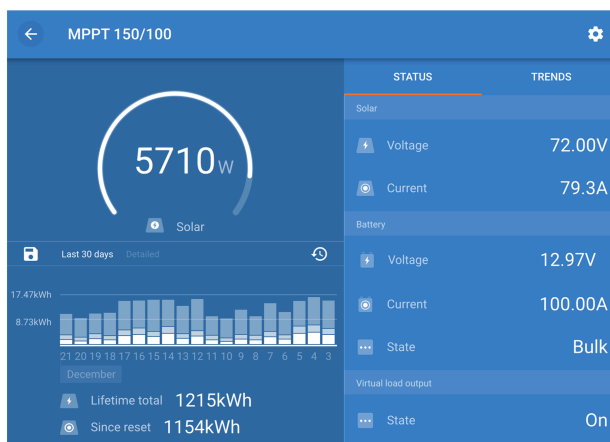 MPPT 150/100
5710W
Solar
Last 30 days Detailed
17.47kWh
8.73kWh
21 20 19 18 17 16 15 14 13 12 11 10 9 8 7 6 5 4 3
December
Lifetime total 1215kWh
Since reset 1154kWh
STATUS TRENDS
Solar
Voltage 72.00V
Current 79.3A
Battery
Voltage 12.97V
Current 100.00A
State Bulk
Virtual load output
State On